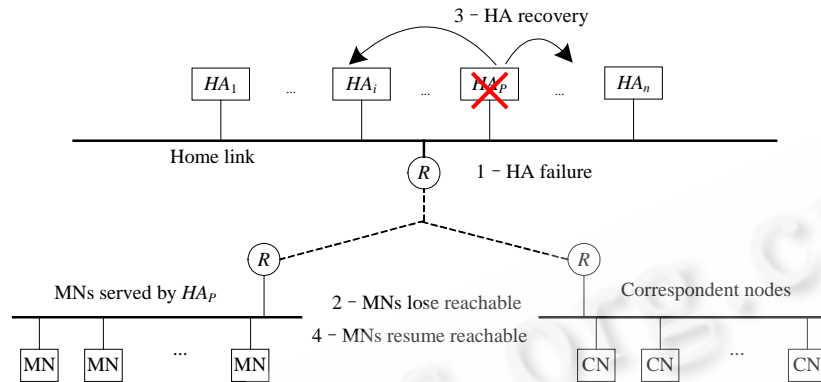 3－HA recovery
HA1 ... HAi ... HAP ... HAn
Home link
R
1－HA failure
R R
MNs served by HAP
2－MNs lose reachable
Correspondent nodes
4－MNs resume reachable
MN MN ... MN
CN CN ... CN